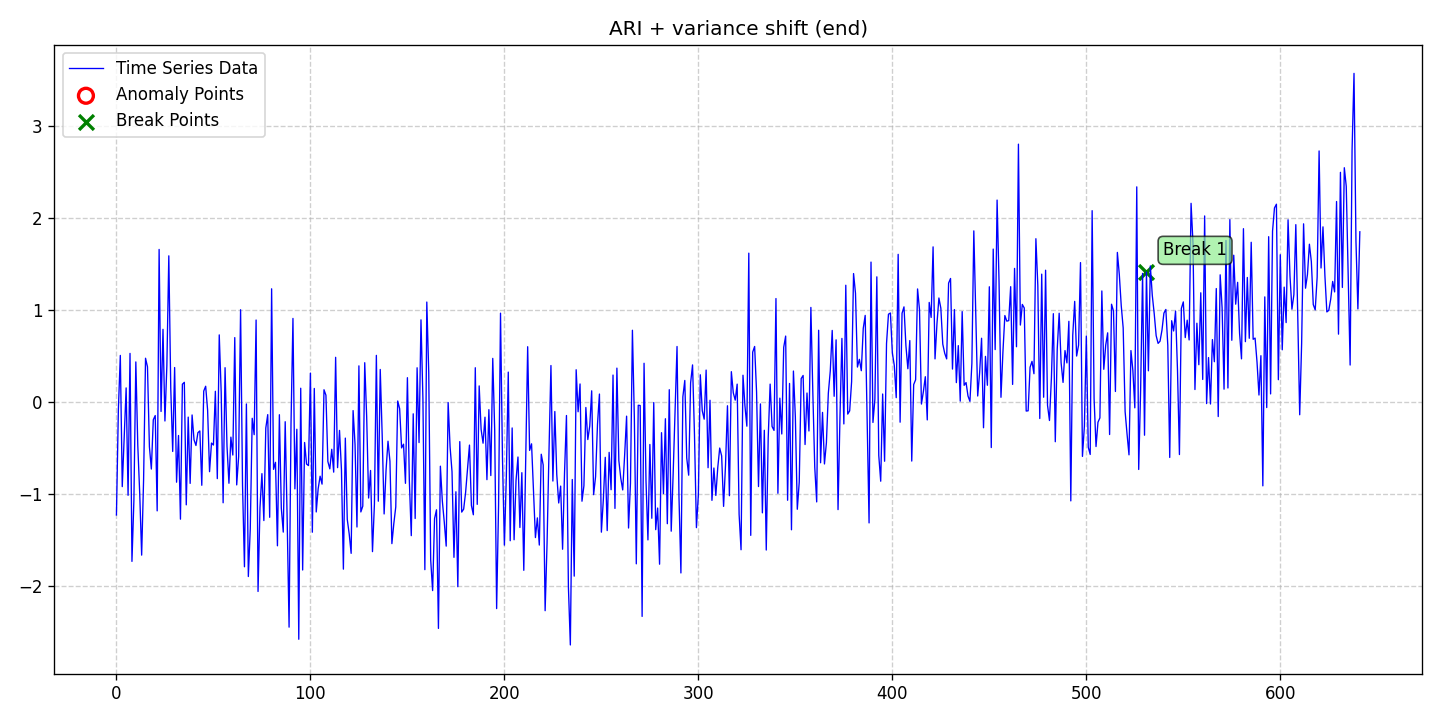 ARI + variance shift (end)
Time Series Data
Anomaly Points
Break Points
Break 1
3
2
1
0
−1
−2
0 100 200 300 400 500 600